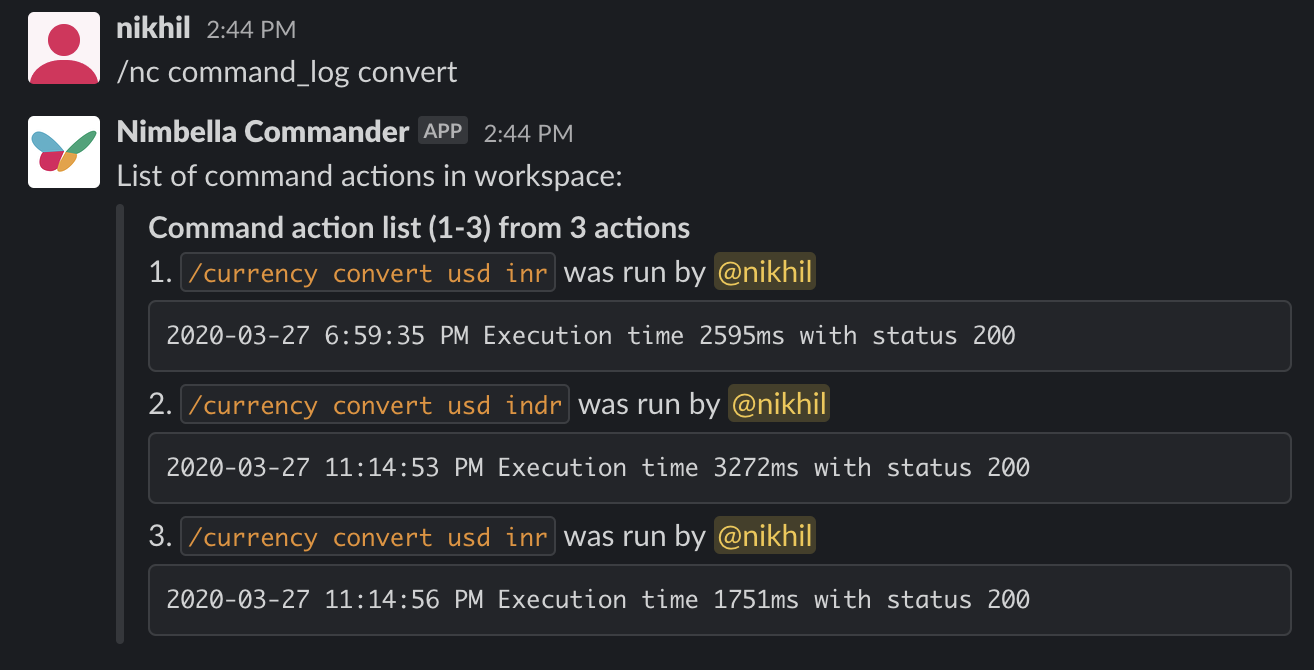 nikhil 2:44 PM
/nc command_log convert
Nimbella Commander APP 2:44 PM
List of command actions in workspace:
Command action list (1-3) from 3 actions
1. /currency convert usd inr was run by @nikhil
2020-03-27 6:59:35 PM Execution time 2595ms with status 200
2. /currency convert usd indr was run by @nikhil
2020-03-27 11:14:53 PM Execution time 3272ms with status 200
3. /currency convert usd inr was run by @nikhil
2020-03-27 11:14:56 PM Execution time 1751ms with status 200